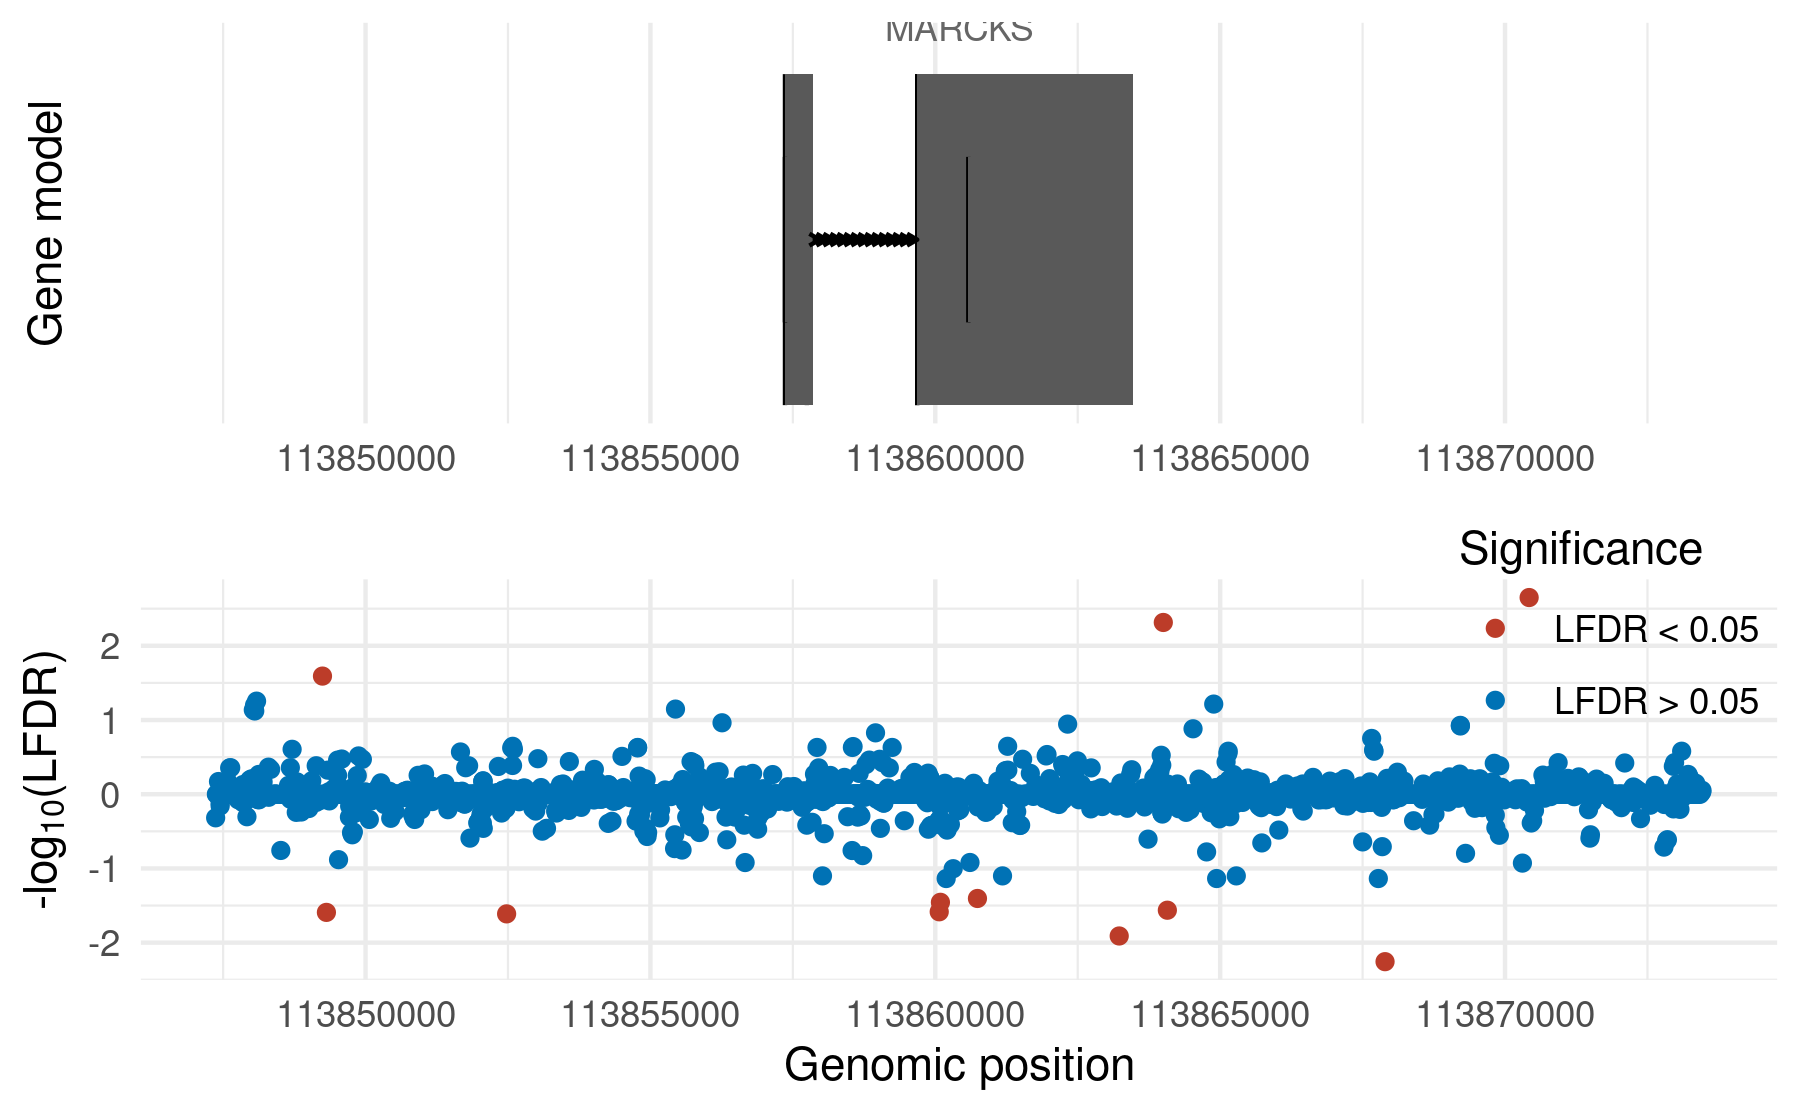 MARCKS
Gene model
113850000 113855000 113860000 113865000 113870000
Significance
LFDR < 0.05
LFDR > 0.05
2
1
0
-1
-2
-log10(LFDR)
113850000 113855000 113860000 113865000 113870000
Genomic position